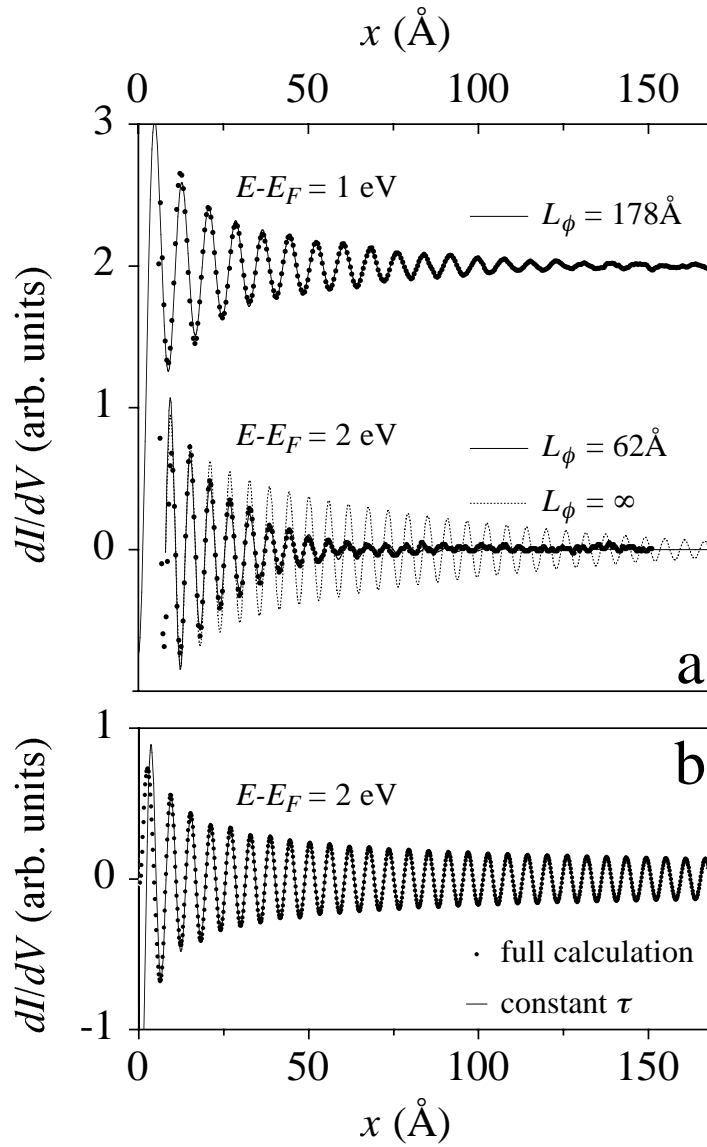 x (Å)
0 50 100 150
3
E-E_F = 1 eV
L_ϕ = 178Å
2
dI/dV (arb. units)
1
E-E_F = 2 eV
L_ϕ = 62Å
L_ϕ = ∞
0
a
1
b
E-E_F = 2 eV
dI/dV (arb. units)
0
· full calculation
— constant τ
-1
0 50 100 150
x (Å)